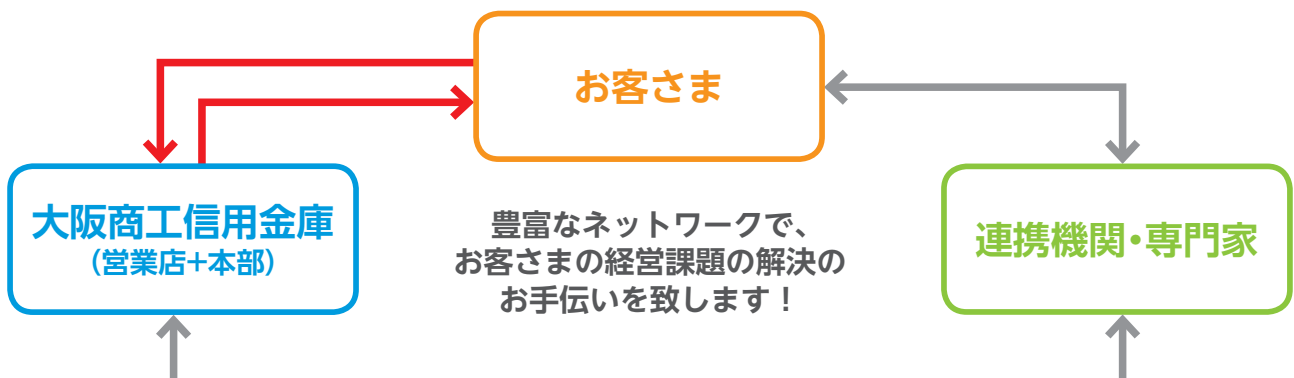 お客さま
大阪商工信用金庫
（営業店＋本部）
豊富なネットワークで、
お客さまの経営課題の解決の
お手伝いを致します！
連携機関・専門家